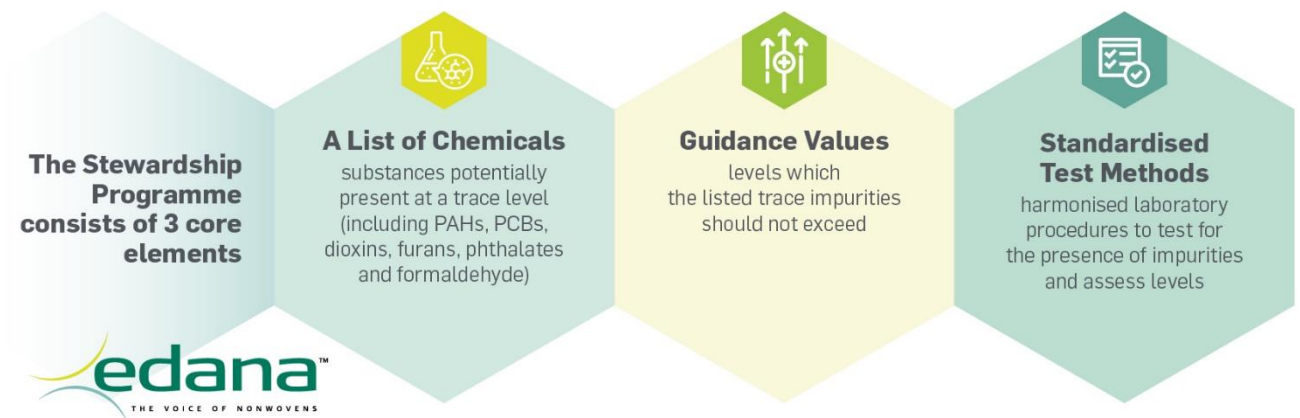 The Stewardship
Programme
consists of 3 core
elements
A List of Chemicals
substances potentially
present at a trace level
(including PAHs, PCBs,
dioxins, furans, phthalates
and formaldehyde)
Guidance Values
levels which
the listed trace impurities
should not exceed
Standardised
Test Methods
harmonised laboratory
procedures to test for
the presence of impurities
and assess levels
edana™
THE VOICE OF NONWOVENS